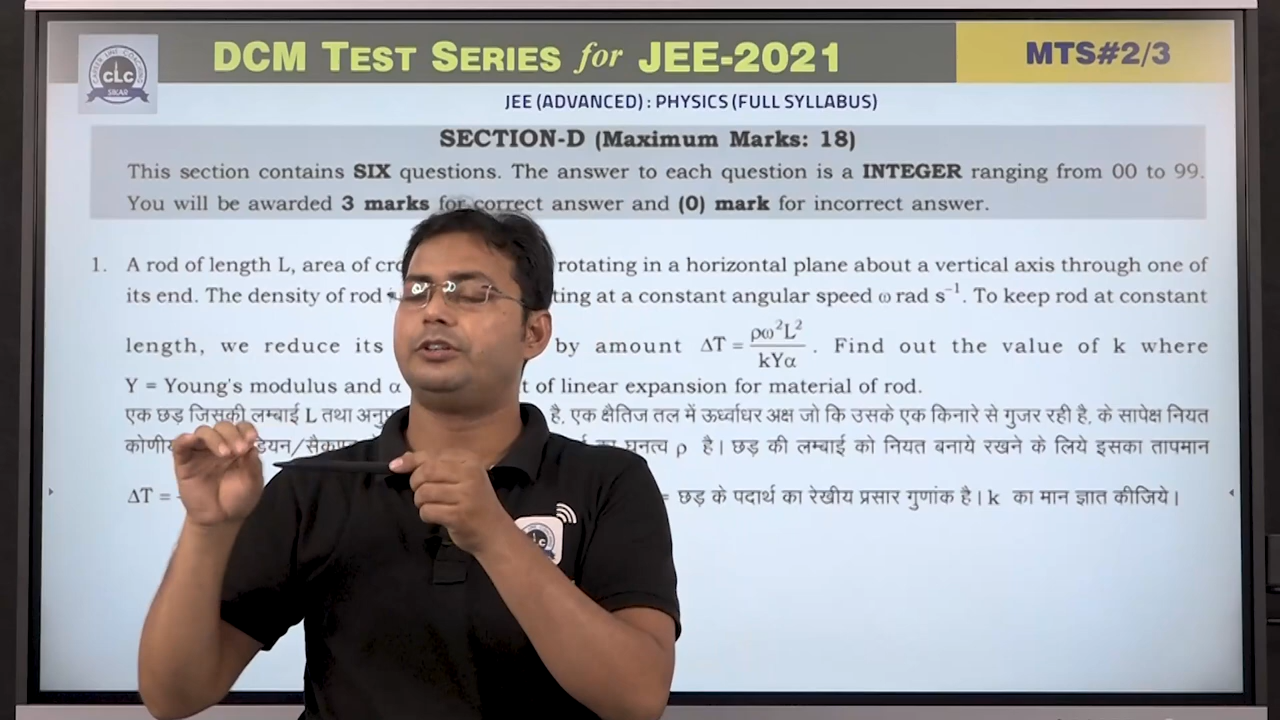 CLC
SIKAR
DCM TEST SERIES for JEE-2021
MTS#2/3
JEE (ADVANCED) : PHYSICS (FULL SYLLABUS)
SECTION-D (Maximum Marks: 18)
This section contains SIX questions. The answer to each question is a INTEGER ranging from 00 to 99.
You will be awarded 3 marks for correct answer and (0) mark for incorrect answer.
1. A rod of length L, area of rotating in a horizontal plane about a vertical axis through one of
its end. The density of rod at a constant angular speed ω rad s⁻¹. To keep rod at constant
length, we reduce its by amount ΔT = ρω²L²/kYα . Find out the value of k where
Y = Young's modulus and α of linear expansion for material of rod.
एक छड़ जिसकी लम्बाई L तथा है, एक क्षैतिज तल में ऊर्ध्वाधर अक्ष जो कि उसके एक किनारे से गुजर रही है, के सापेक्ष नियत
घनत्व ρ है। छड़ की लम्बाई को नियत बनाये रखने के लिये इसका तापमान
ΔT = = छड़ के पदार्थ का रेखीय प्रसार गुणांक है। k का मान ज्ञात कीजिये।